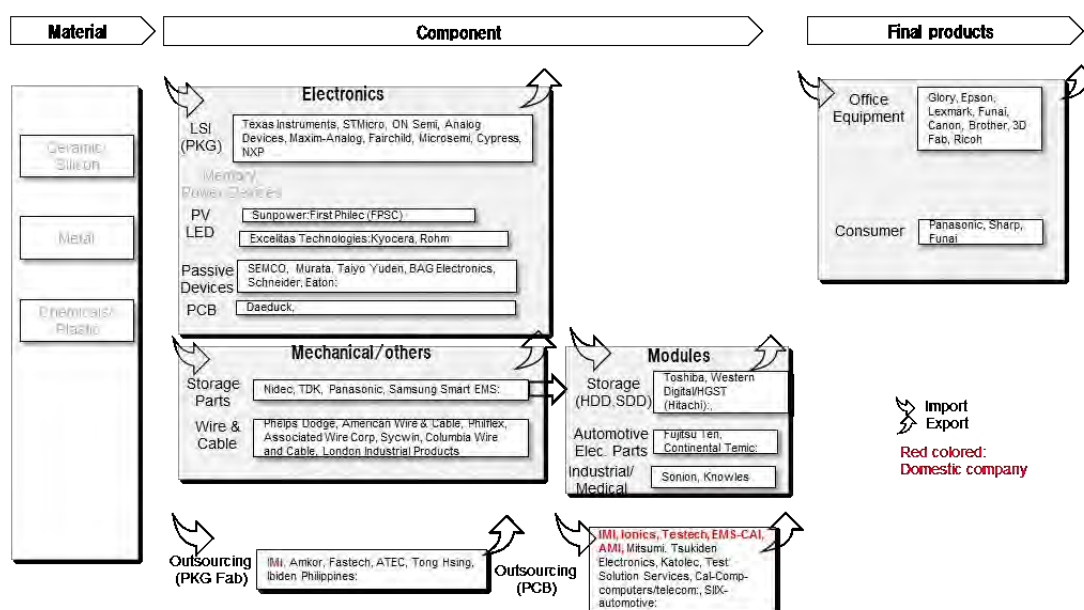 Material
Component
Final products
Ceramic/
Silicon
Metal
Chemicals/
Plastic
Electronics
LSI
(PKG)
Texas Instruments, STMicro, ON Semi, Analog
Devices, Maxim-Analog, Fairchild, Microsemi, Cypress,
NXP
Memory
Power Devices
PV
Sunpower:First Philec (FPSC)
LED
Excelitas Technologies:Kyocera, Rohm
Passive
Devices
SEMCO, Murata, Taiyo Yuden, BAG Electronics,
Schneider, Eaton:
PCB
Daeduck,
Mechanical/others
Storage
Parts
Nidec, TDK, Panasonic, Samsung Smart EMS:
Wire &
Cable
Phelps Dodge, American Wire & Cable, Philflex,
Associated Wire Corp, Sycwin, Columbia Wire
and Cable, London Industrial Products
Modules
Storage
(HDD.SDD)
Toshiba, Western
Digital/HGST
(Hitachi):,
Automotive
Elec. Parts
Fujitsu Ten,
Continental Temic:
Industrial/
Medical
Sonion, Knowles
Outsourcing
(PKG Fab)
IMI, Amkor, Fastech, ATEC, Tong Hsing,
Ibiden Philippines:
Outsourcing
(PCB)
IMI, Ionics, Testech, EMS-CAI,
AMI, Mitsumi, Tsukiden
Electronics, Katolec, Test
Solution Services, Cal-Comp-
computers/telecom:, SIIX-
automotive:
Office
Equipment
Glory, Epson,
Lexmark, Funai,
Canon, Brother, 3D
Fab, Ricoh
Consumer
Panasonic, Sharp,
Funai
Import
Export
Red colored:
Domestic company